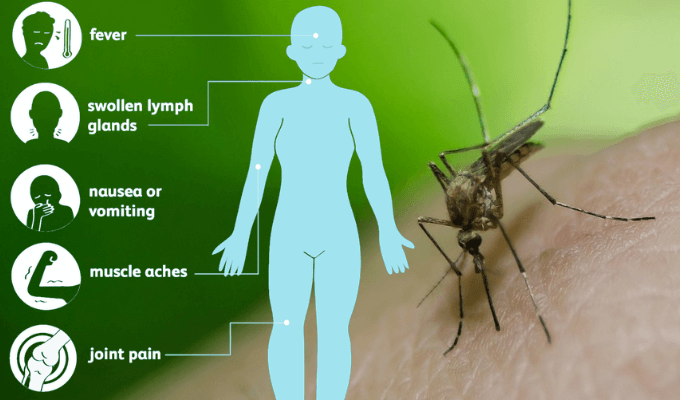 fever
swollen lymph
glands
nausea or
vomiting
muscle aches
joint pain